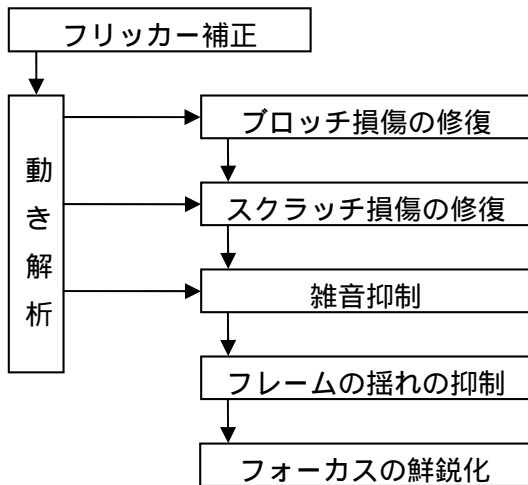 フリッカー補正
動き解析
ブロッチ損傷の修復
スクラッチ損傷の修復
雑音抑制
フレームの揺れの抑制
フォーカスの鮮鋭化